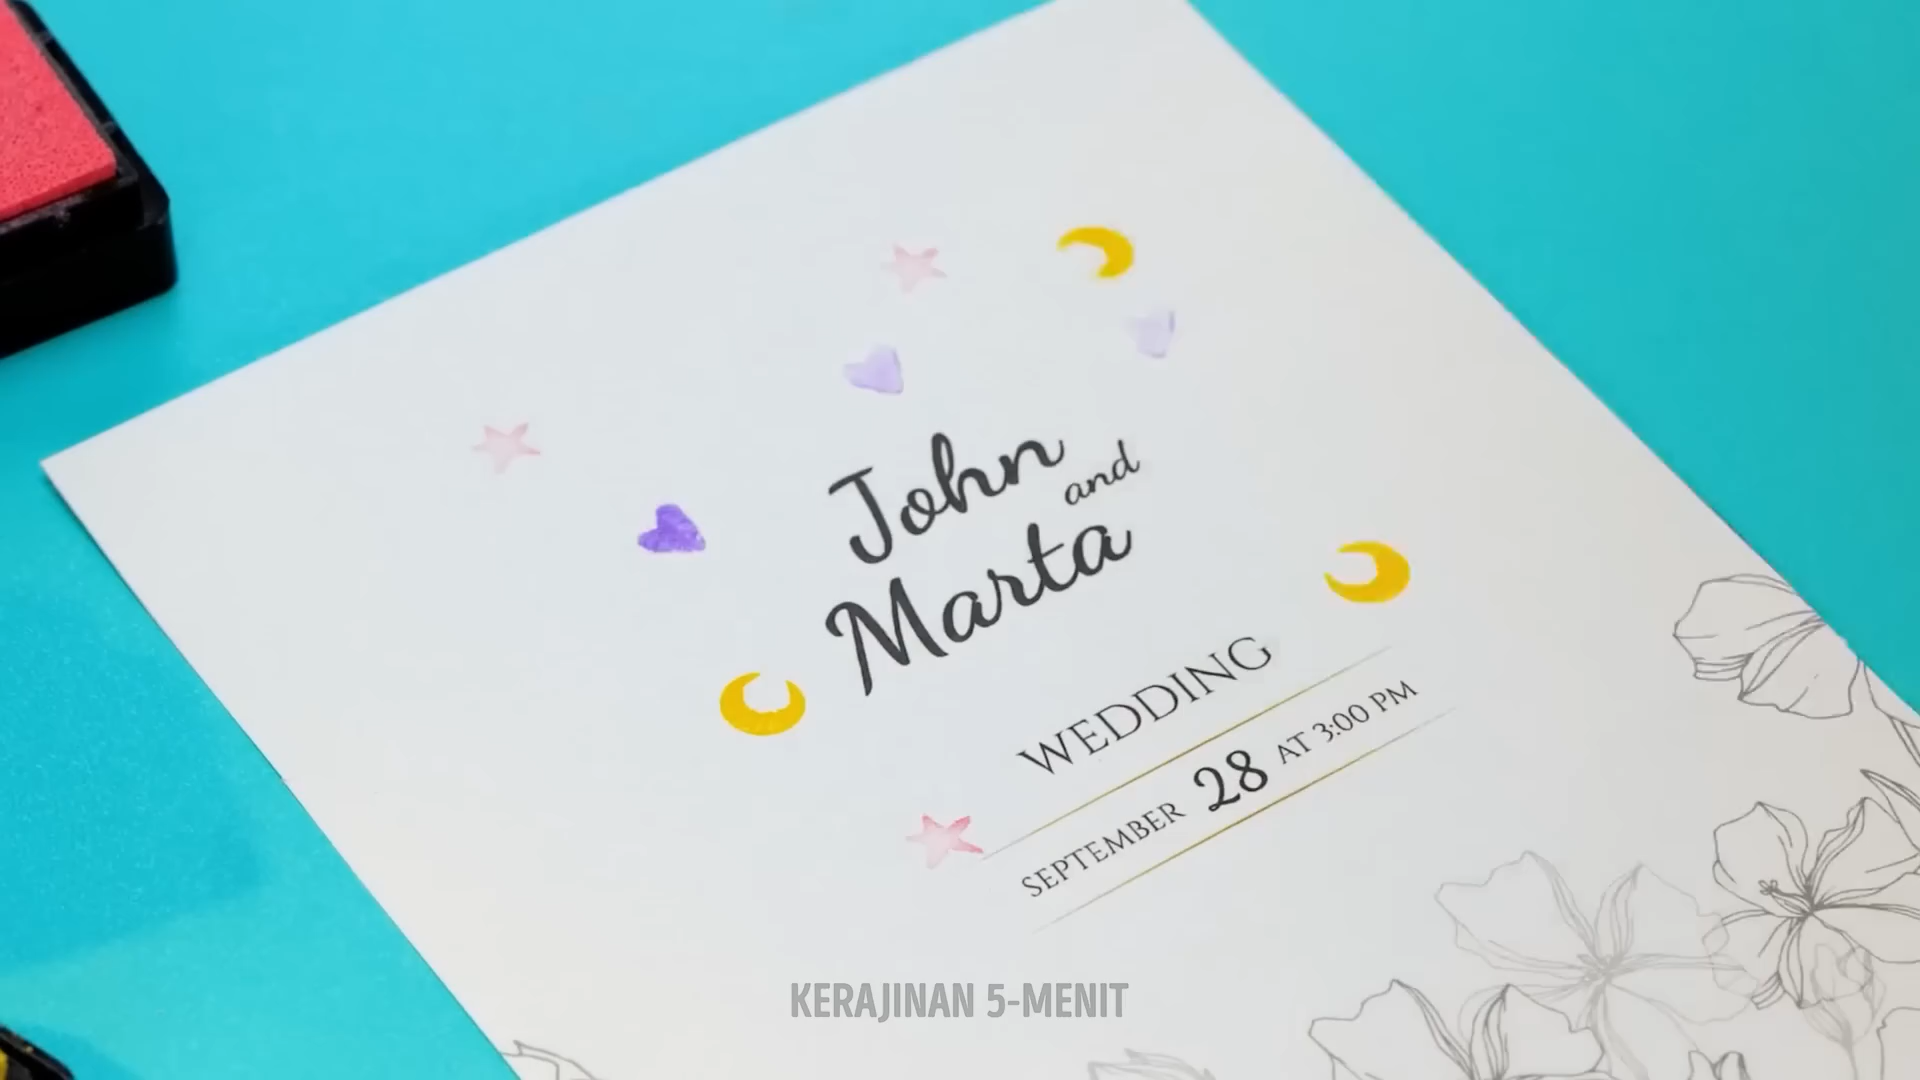 John and
Marta
WEDDING
SEPTEMBER 28 AT 3:00 PM
KERAJINAN 5-MENIT